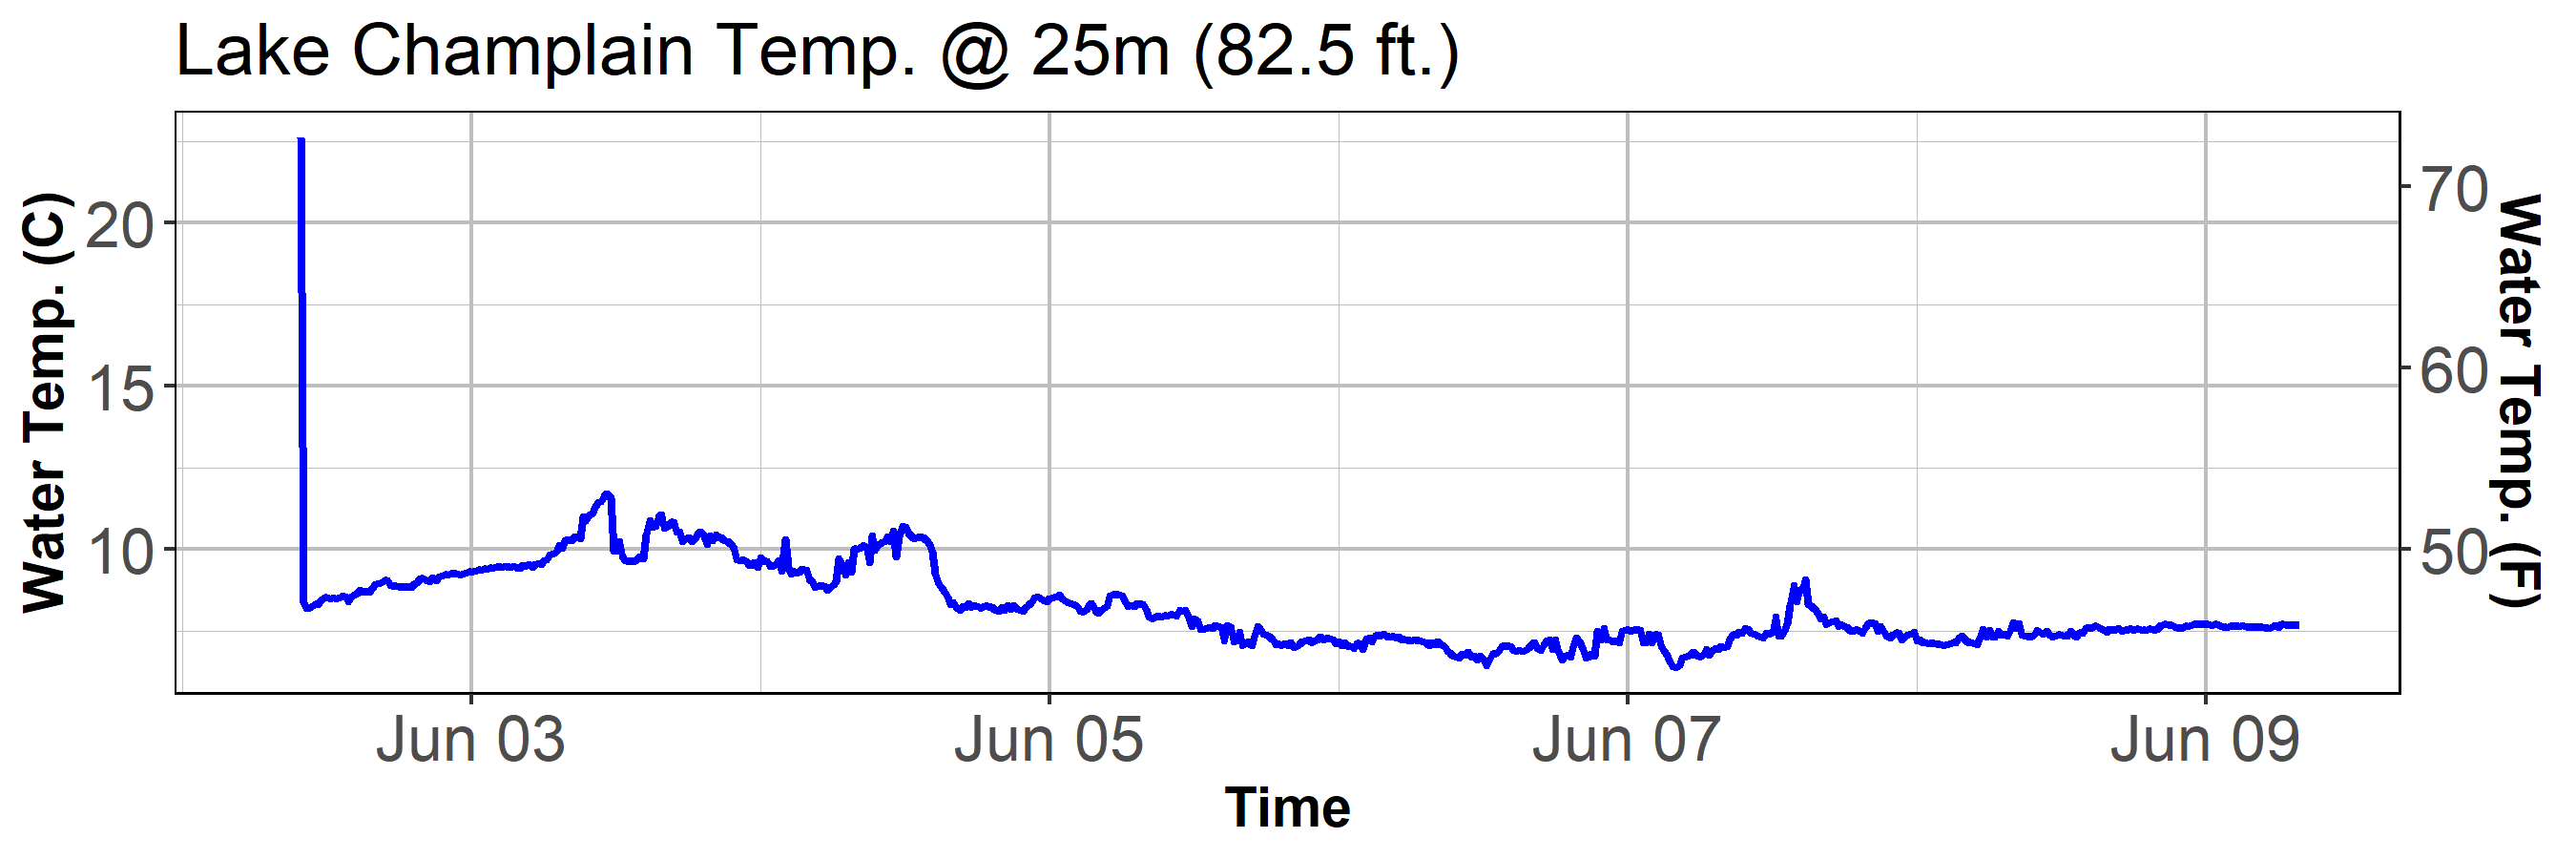 Lake Champlain Temp. @ 25m (82.5 ft.)
Water Temp. (C)
20
15
10
70
60
50
Water Temp. (F)
Jun 03
Jun 05
Jun 07
Jun 09
Time